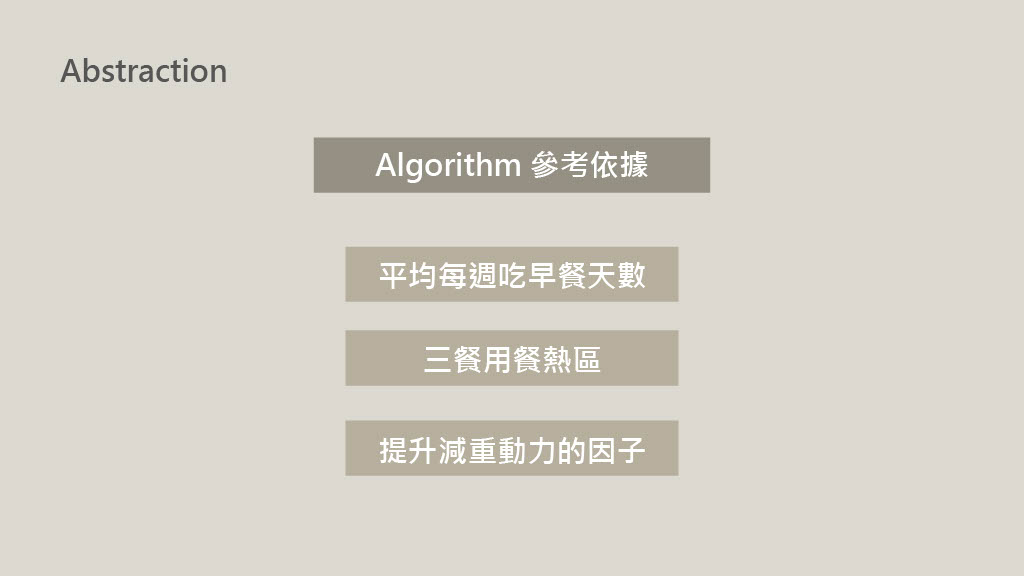 Abstraction
Algorithm 參考依據
平均每週吃早餐天數
三餐用餐熱區
提升減重動力的因子